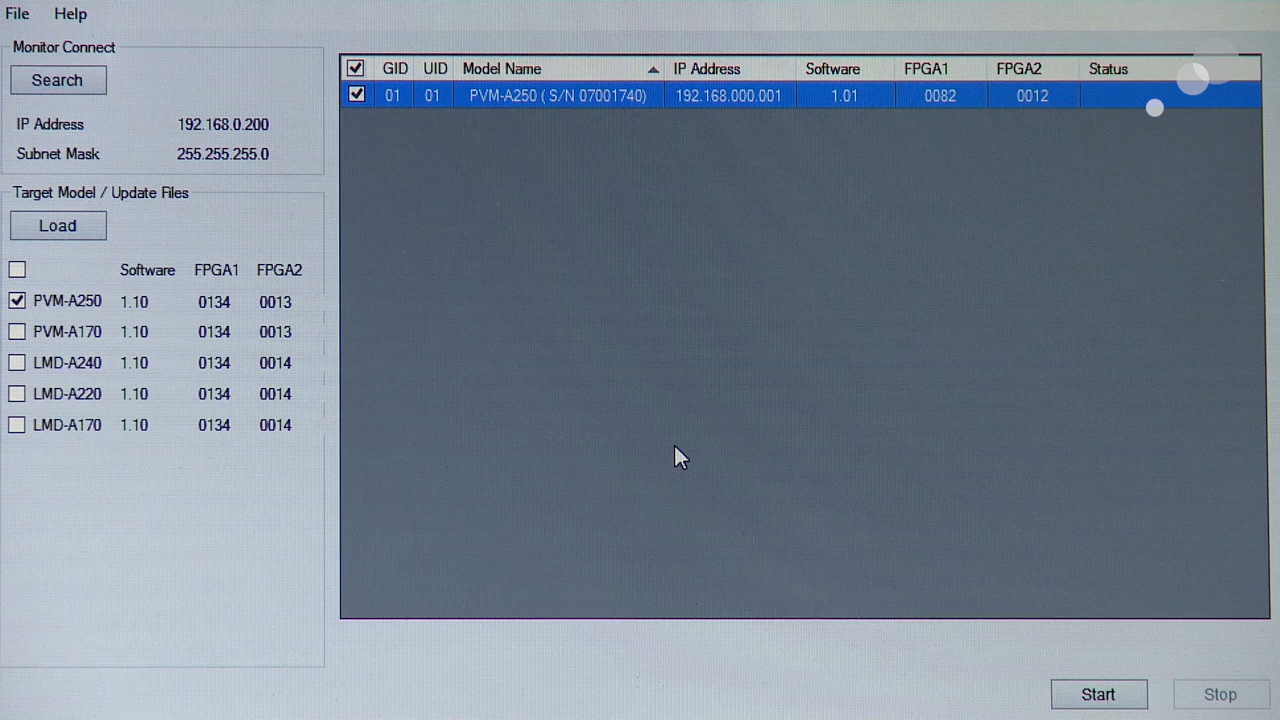 File Help
Monitor Connect
Search
IP Address 192.168.0.200
Subnet Mask 255.255.255.0
Target Model / Update Files
Load
Software FPGA1 FPGA2
PVM-A250 1.10 0134 0013
PVM-A170 1.10 0134 0013
LMD-A240 1.10 0134 0014
LMD-A220 1.10 0134 0014
LMD-A170 1.10 0134 0014
GID UID Model Name IP Address Software FPGA1 FPGA2 Status
01 01 PVM-A250 ( S/N 07001740) 192.168.000.001 1.01 0082 0012
Start Stop